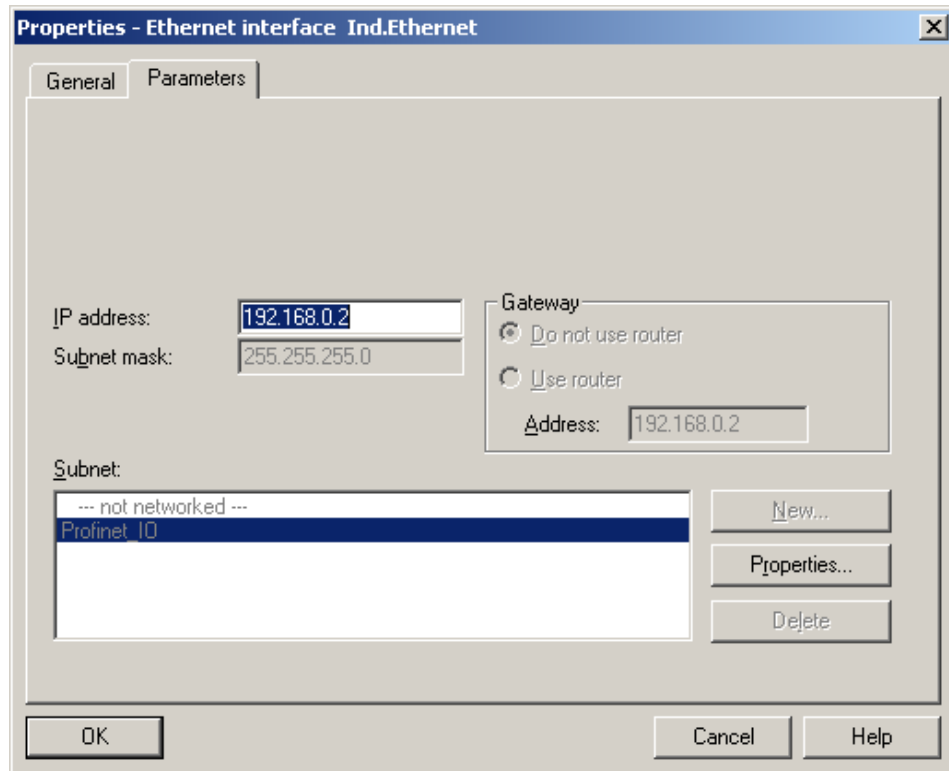 Properties - Ethernet interface Ind.Ethernet
General Parameters
IP address: 192.168.0.2
Subnet mask: 255.255.255.0
Gateway
Do not use router
Use router
Address: 192.168.0.2
Subnet:
--- not networked ---
Profinet_IO
New...
Properties...
Delete
OK Cancel Help